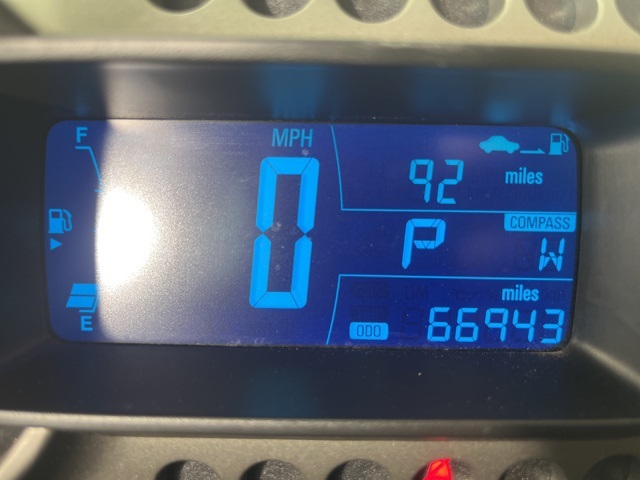 F
MPH
0
E
92 miles
P
COMPASS
W
miles
ODO 66943